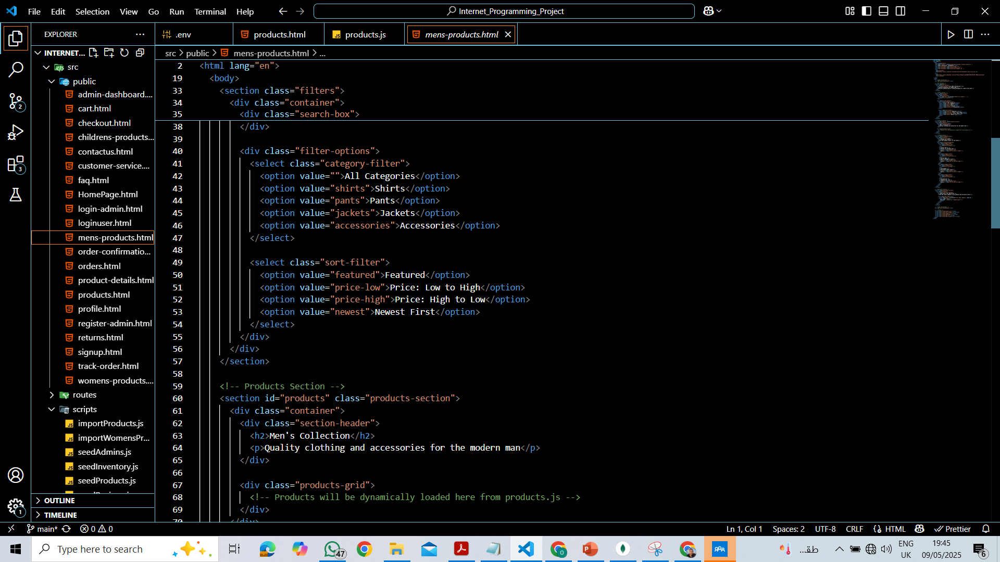 File Edit Selection View Go Run Terminal Help
Internet_Programming_Project
EXPLORER
.env
products.html
products.js
mens-products.html
INTERNET...
src > public > mens-products.html > ...
src
public
admin-dashboard....
cart.html
checkout.html
childrens-products...
contactus.html
customer-service....
faq.html
HomePage.html
login-admin.html
loginuser.html
mens-products.html
order-confirmatio...
orders.html
product-details.html
products.html
profile.html
register-admin.html
returns.html
signup.html
track-order.html
womens-products....
routes
scripts
importProducts.js
importWomensPr...
seedAdmins.js
seedInventory.js
seedProducts.js
OUTLINE
TIMELINE
2 <html lang="en">
19 <body>
33 <section class="filters">
34 <div class="container">
35 <div class="search-box">
38 </div>
39
40 <div class="filter-options">
41 <select class="category-filter">
42 <option value="">All Categories</option>
43 <option value="shirts">Shirts</option>
44 <option value="pants">Pants</option>
45 <option value="jackets">Jackets</option>
46 <option value="accessories">Accessories</option>
47 </select>
48
49 <select class="sort-filter">
50 <option value="featured">Featured</option>
51 <option value="price-low">Price: Low to High</option>
52 <option value="price-high">Price: High to Low</option>
53 <option value="newest">Newest First</option>
54 </select>
55 </div>
56 </div>
57 </section>
58
59 <!-- Products Section -->
60 <section id="products" class="products-section">
61 <div class="container">
62 <div class="section-header">
63 <h2>Men's Collection</h2>
64 <p>Quality clothing and accessories for the modern man</p>
65 </div>
66
67 <div class="products-grid">
68 <!-- Products will be dynamically loaded here from products.js -->
69 </div>
70 </div>
2
3
1
main* 0 0
Ln 1, Col 1 Spaces: 2 UTF-8 CRLF HTML Prettier
Type here to search
47
طق...
ENG
UK
19:45
09/05/2025
6